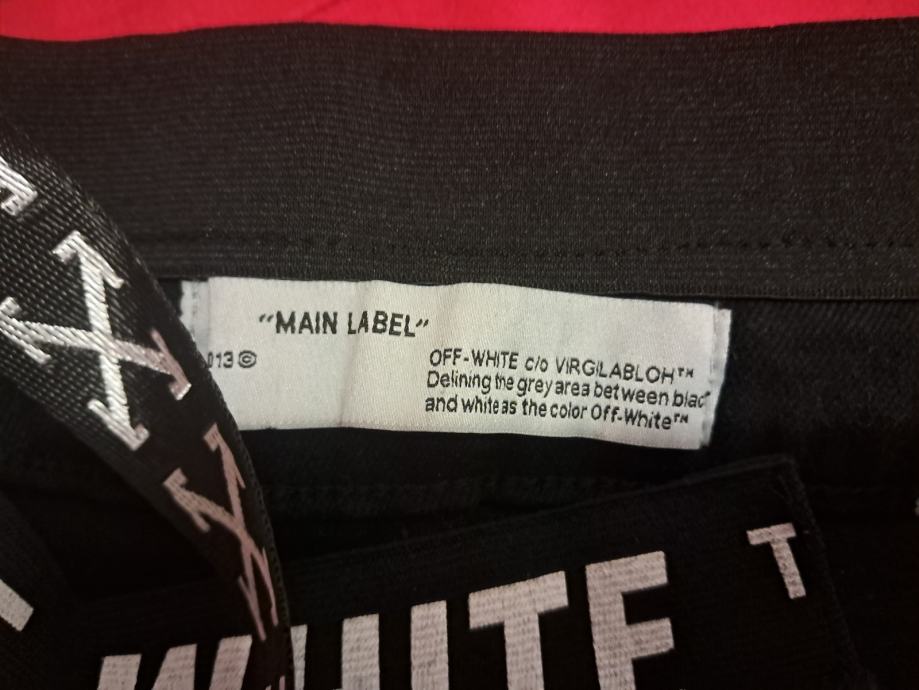 “MAIN LABEL”
013©
OFF-WHITE c/o VIRGILABLOH™
Delining the grey area between blac
and white as the color Off-White™
WHITE T